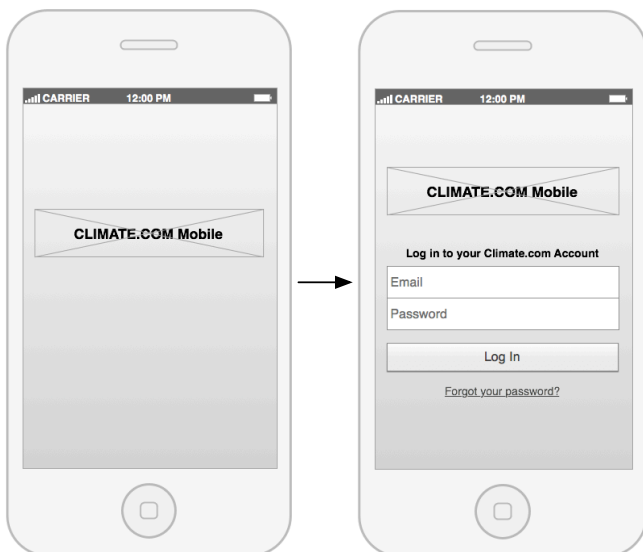 CARRIER 12:00 PM
CLIMATE.COM Mobile
CARRIER 12:00 PM
CLIMATE.COM Mobile
Log in to your Climate.com Account
Email
Password
Log In
Forgot your password?